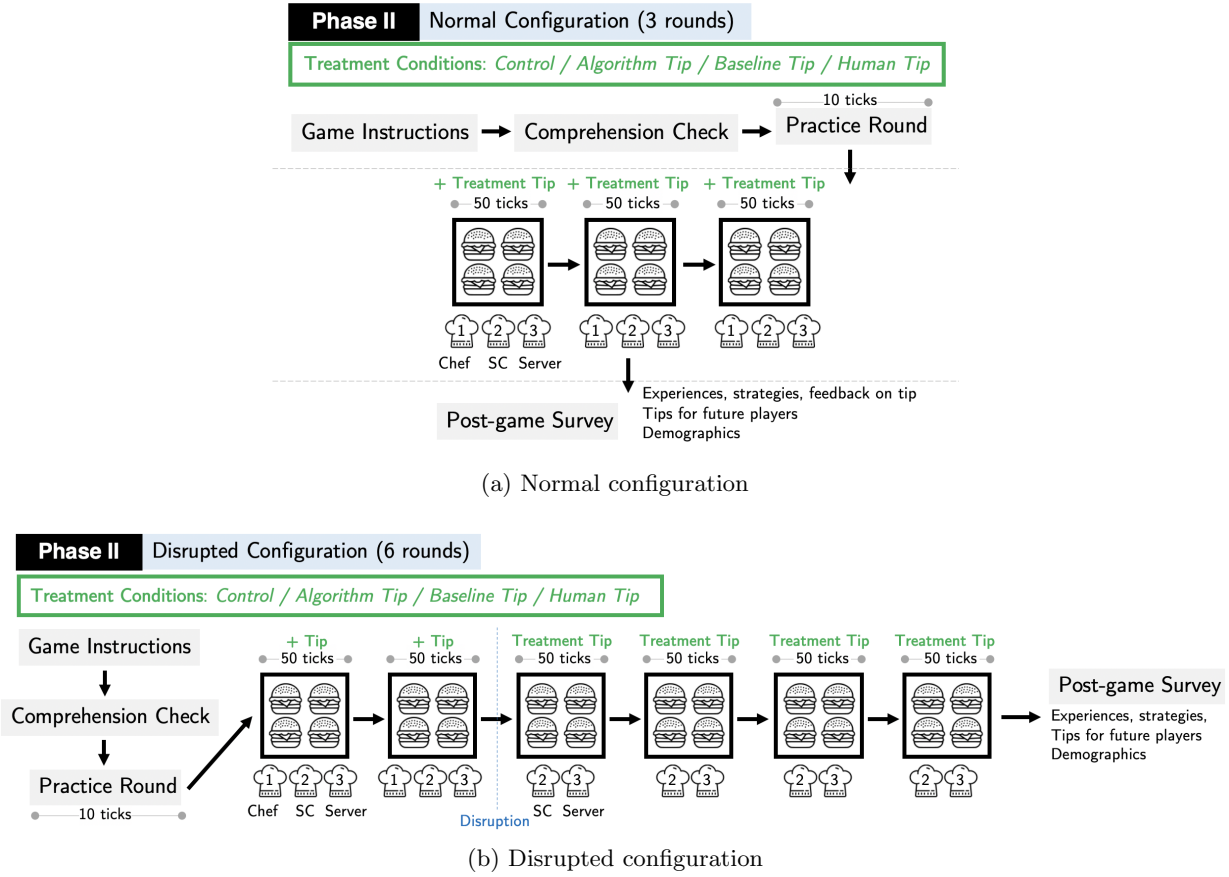 Phase II Normal Configuration (3 rounds)
Treatment Conditions: Control / Algorithm Tip / Baseline Tip / Human Tip
10 ticks
Game Instructions Comprehension Check Practice Round
+ Treatment Tip + Treatment Tip + Treatment Tip
50 ticks 50 ticks 50 ticks
1 2 3 1 2 3 1 2 3
Chef SC Server
Experiences, strategies, feedback on tip
Post-game Survey Tips for future players
Demographics
(a) Normal configuration
Phase II Disrupted Configuration (6 rounds)
Treatment Conditions: Control / Algorithm Tip / Baseline Tip / Human Tip
Game Instructions
Comprehension Check
Practice Round
10 ticks
+ Tip + Tip Treatment Tip Treatment Tip Treatment Tip Treatment Tip
50 ticks 50 ticks 50 ticks 50 ticks 50 ticks 50 ticks
1 2 3 1 2 3 2 3 2 3 2 3 2 3
Chef SC Server SC Server
Disruption
Post-game Survey
Experiences, strategies,
Tips for future players
Demographics
(b) Disrupted configuration